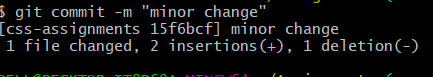 $ git commit -m "minor change"
[css-assignments 15f6bcf] minor change
 1 file changed, 2 insertions(+), 1 deletion(-)